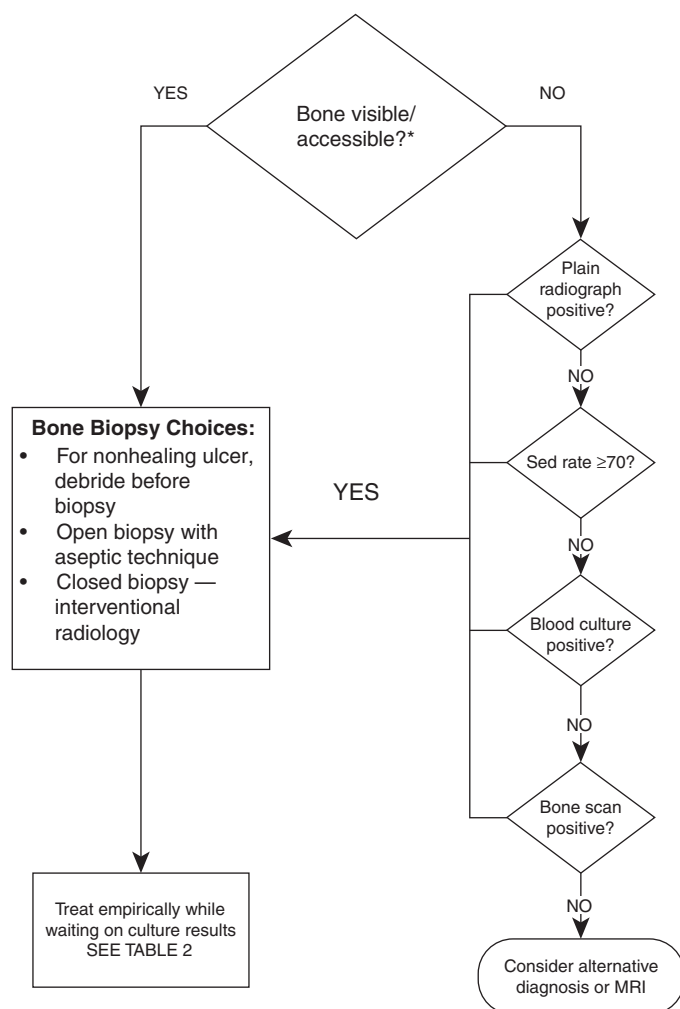 YES
NO
Bone visible/
accessible?*
Plain
radiograph
positive?
NO
Sed rate ≥70?
NO
Blood culture
positive?
NO
Bone scan
positive?
NO
Consider alternative
diagnosis or MRI
YES
Bone Biopsy Choices:
• For nonhealing ulcer,
debride before
biopsy
• Open biopsy with
aseptic technique
• Closed biopsy —
interventional
radiology
Treat empirically while
waiting on culture results
SEE TABLE 2